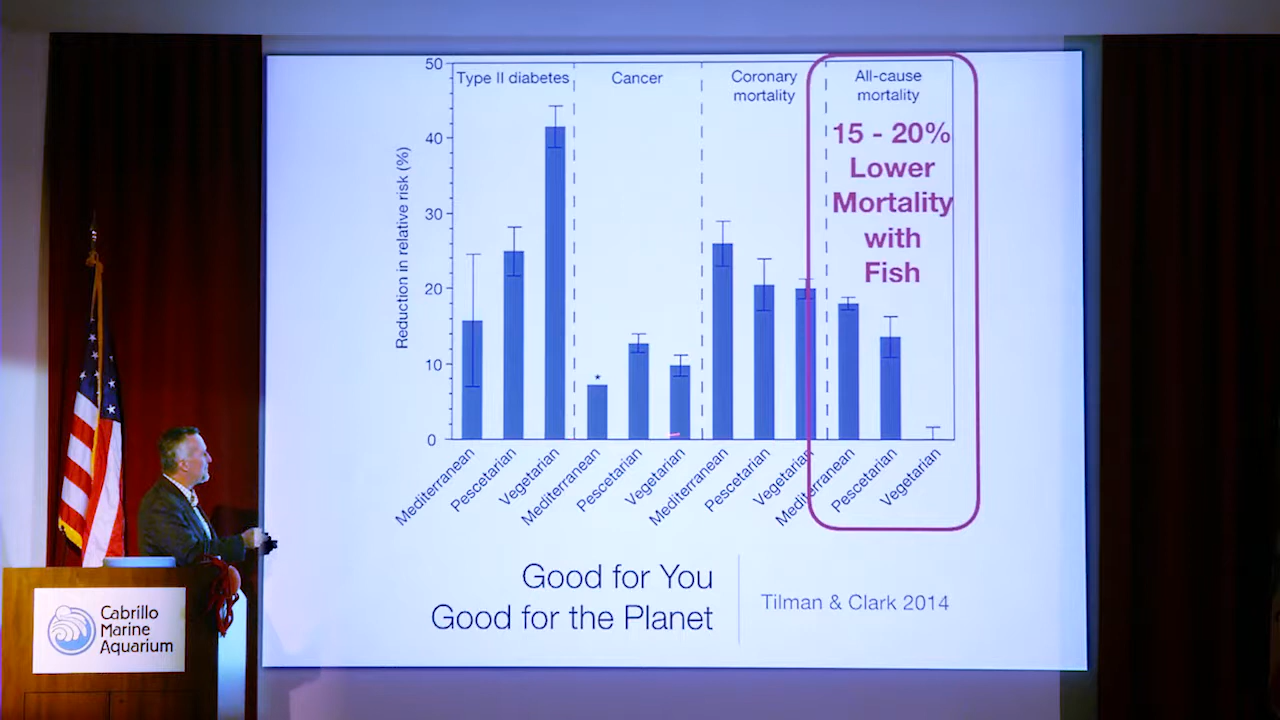 50
40
30
20
10
0
Reduction in relative risk (%)
Type II diabetes
Cancer
Coronary
mortality
All-cause
mortality
15 - 20%
Lower
Mortality
with
Fish
*
Mediterranean
Pescetarian
Vegetarian
Mediterranean
Pescetarian
Vegetarian
Mediterranean
Pescetarian
Vegetarian
Mediterranean
Pescetarian
Vegetarian
Good for You
Good for the Planet
Tilman & Clark 2014
Cabrillo
Marine
Aquarium